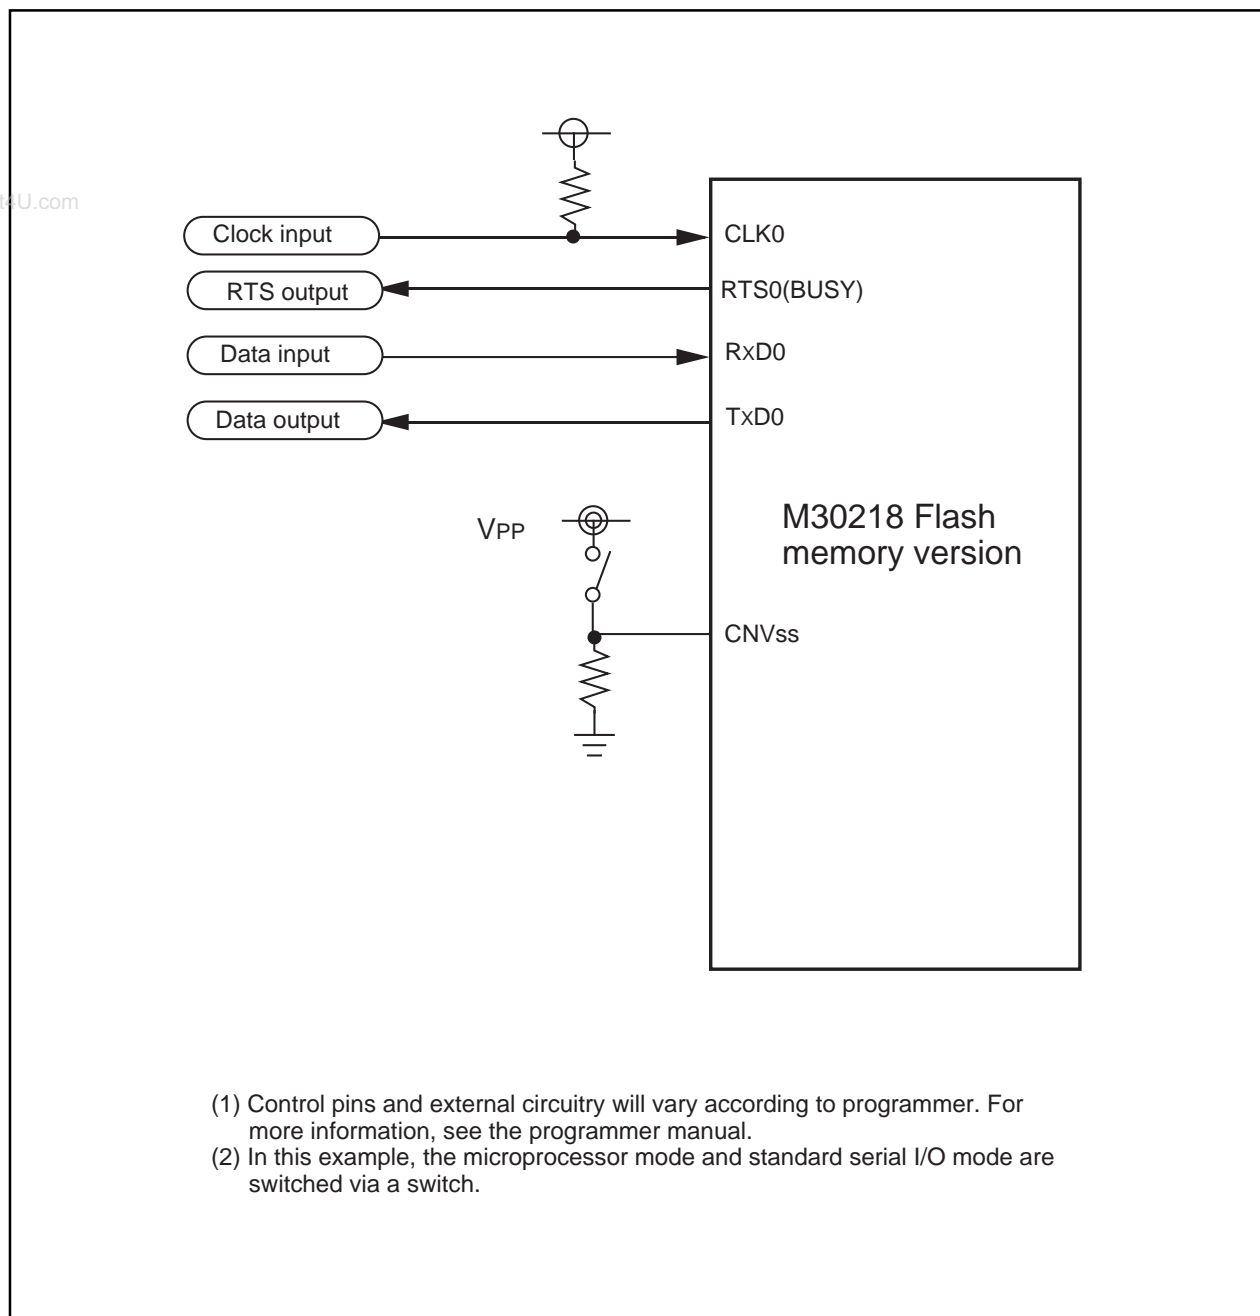 t4U.com
Clock input
CLK0
RTS output
RTS0(BUSY)
Data input
RxD0
Data output
TxD0
VPP
M30218 Flash
memory version
CNVss
(1) Control pins and external circuitry will vary according to programmer. For
more information, see the programmer manual.
(2) In this example, the microprocessor mode and standard serial I/O mode are
switched via a switch.